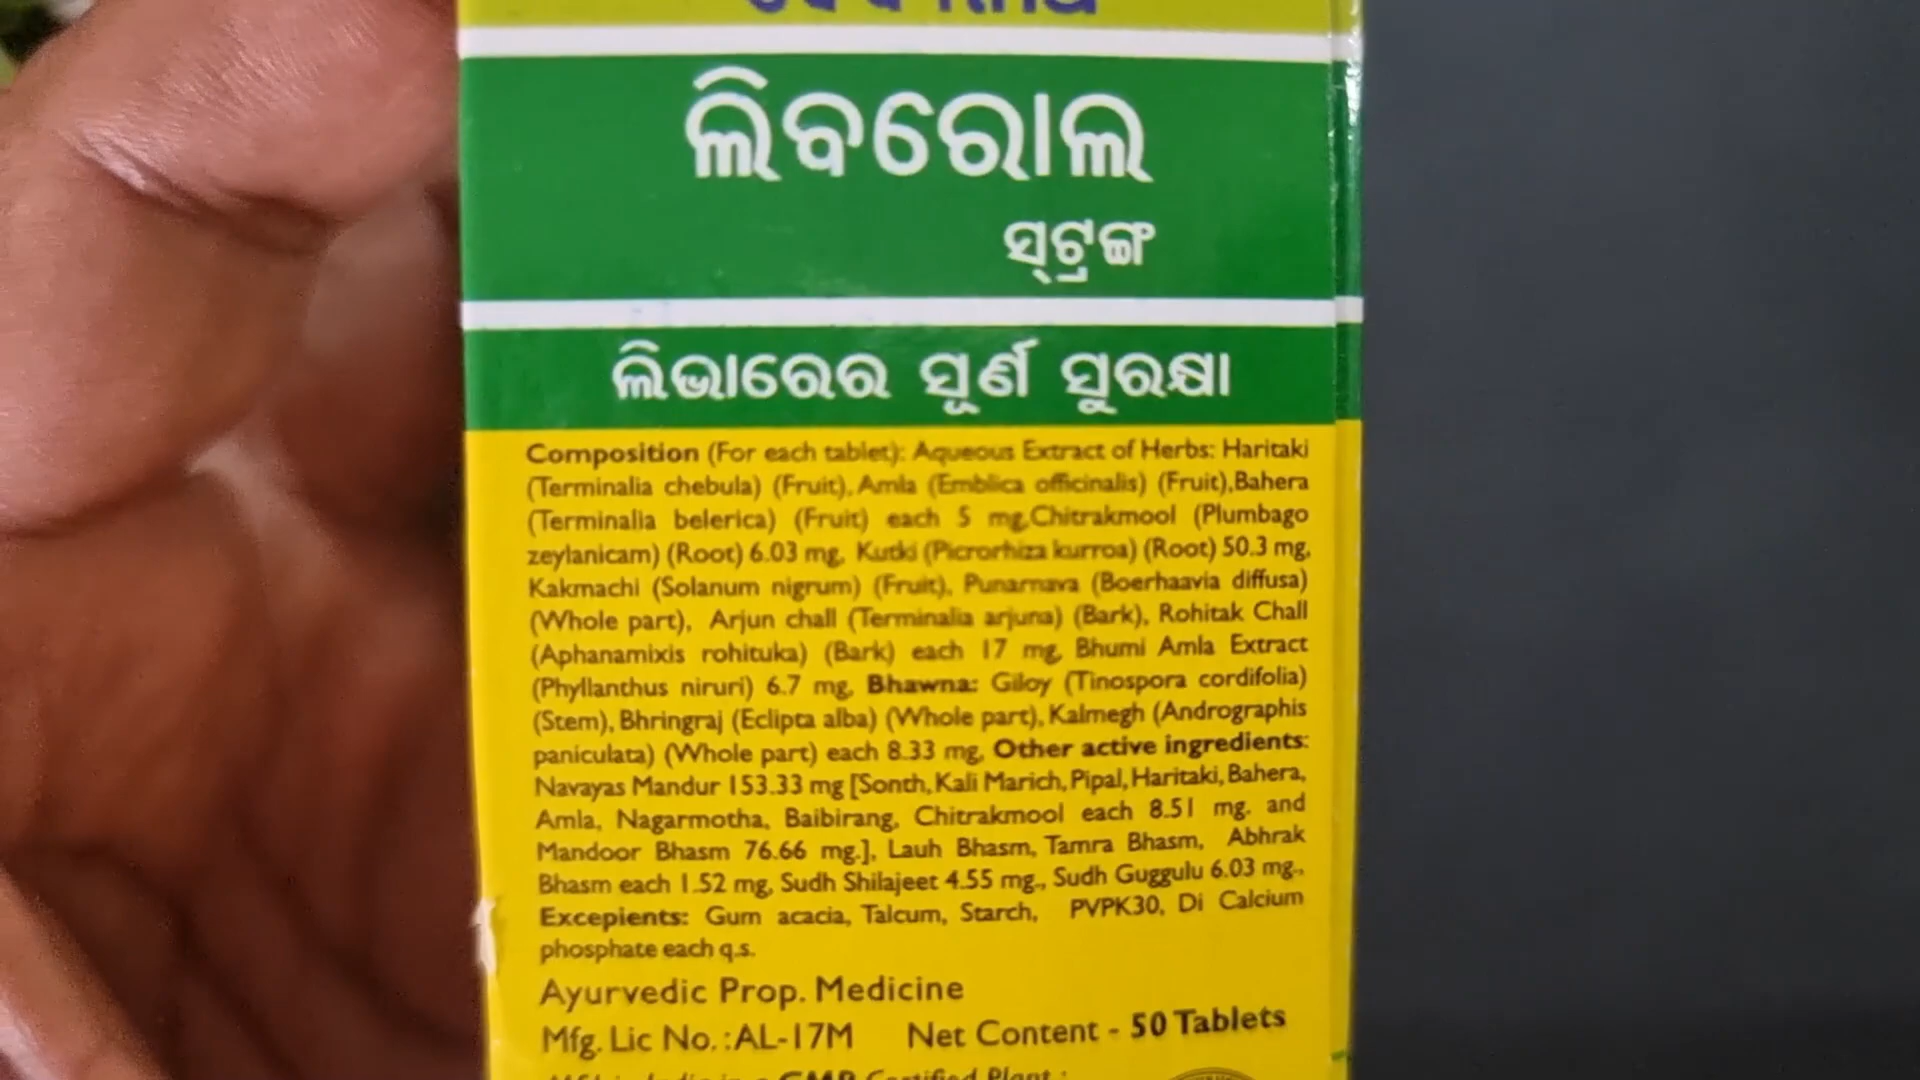 ଲିବରୋଲ
ସ୍ଟ୍ରଙ୍ଗ
ଲିଭାରେର ସୂର୍ଣ ସୁରକ୍ଷା
Composition (For each tablet): Aqueous Extract of Herbs: Haritaki
(Terminalia chebula) (Fruit), Amla (Emblica officinalis) (Fruit),Bahera
(Terminalia belerica) (Fruit) each 5 mg,Chitrakmool (Plumbago
zeylanicam) (Root) 6.03 mg, Kutki (Picrorhiza kurroa) (Root) 50.3 mg,
Kakmachi (Solanum nigrum) (Fruit), Punarnava (Boerhaavia diffusa)
(Whole part), Arjun chall (Terminalia arjuna) (Bark), Rohitak Chall
(Aphanamixis rohituka) (Bark) each 17 mg, Bhumi Amla Extract
(Phyllanthus niruri) 6.7 mg, Bhawna: Giloy (Tinospora cordifolia)
(Stem), Bhringraj (Eclipta alba) (Whole part), Kalmegh (Andrographis
paniculata) (Whole part) each 8.33 mg, Other active ingredients:
Navayas Mandur 153.33 mg [Sonth, Kali Marich, Pipal, Haritaki, Bahera,
Amla, Nagarmotha, Baibirang, Chitrakmool each 8.51 mg. and
Mandoor Bhasm 76.66 mg.], Lauh Bhasm, Tamra Bhasm, Abhrak
Bhasm each 1.52 mg, Sudh Shilajeet 4.55 mg., Sudh Guggulu 6.03 mg.,
Excepients: Gum acacia, Talcum, Starch, PVPK30, Di Calcium
phosphate each q.s.
Ayurvedic Prop. Medicine
Mfg. Lic No. :AL-17M Net Content - 50 Tablets
GMP Certified Plant :